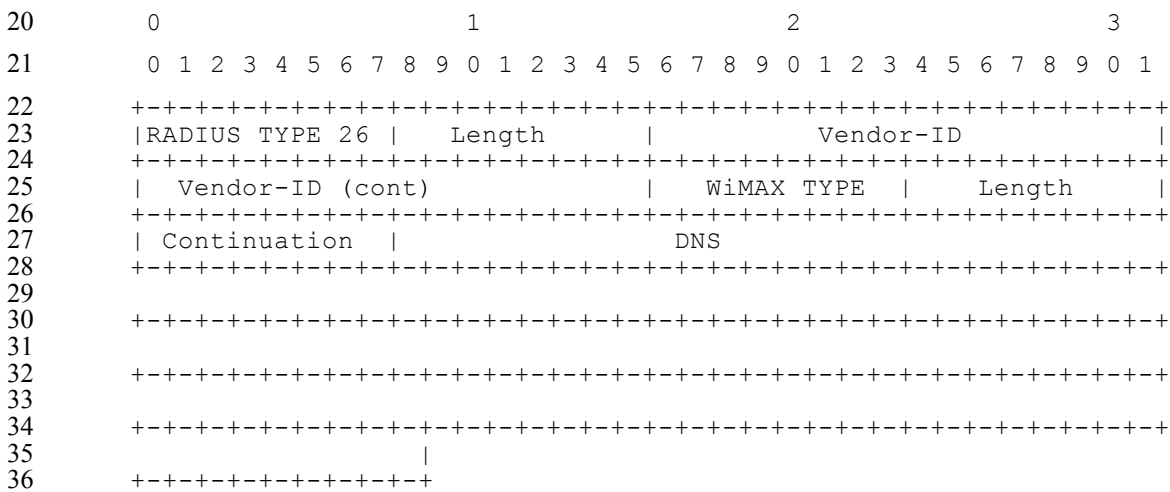 20 0 1 2 3
21 0 1 2 3 4 5 6 7 8 9 0 1 2 3 4 5 6 7 8 9 0 1 2 3 4 5 6 7 8 9 0 1
22 +-+-+-+-+-+-+-+-+-+-+-+-+-+-+-+-+-+-+-+-+-+-+-+-+-+-+-+-+-+-+-+-+
23 |RADIUS TYPE 26 | Length | Vendor-ID |
24 +-+-+-+-+-+-+-+-+-+-+-+-+-+-+-+-+-+-+-+-+-+-+-+-+-+-+-+-+-+-+-+-+
25 | Vendor-ID (cont) | WiMAX TYPE | Length |
26 +-+-+-+-+-+-+-+-+-+-+-+-+-+-+-+-+-+-+-+-+-+-+-+-+-+-+-+-+-+-+-+-+
27 | Continuation | DNS
28 +-+-+-+-+-+-+-+-+-+-+-+-+-+-+-+-+-+-+-+-+-+-+-+-+-+-+-+-+-+-+-+-+
29
30 +-+-+-+-+-+-+-+-+-+-+-+-+-+-+-+-+-+-+-+-+-+-+-+-+-+-+-+-+-+-+-+-+
31
32 +-+-+-+-+-+-+-+-+-+-+-+-+-+-+-+-+-+-+-+-+-+-+-+-+-+-+-+-+-+-+-+-+
33
34 +-+-+-+-+-+-+-+-+-+-+-+-+-+-+-+-+-+-+-+-+-+-+-+-+-+-+-+-+-+-+-+-+
35 |
36 +-+-+-+-+-+-+-+-+-+